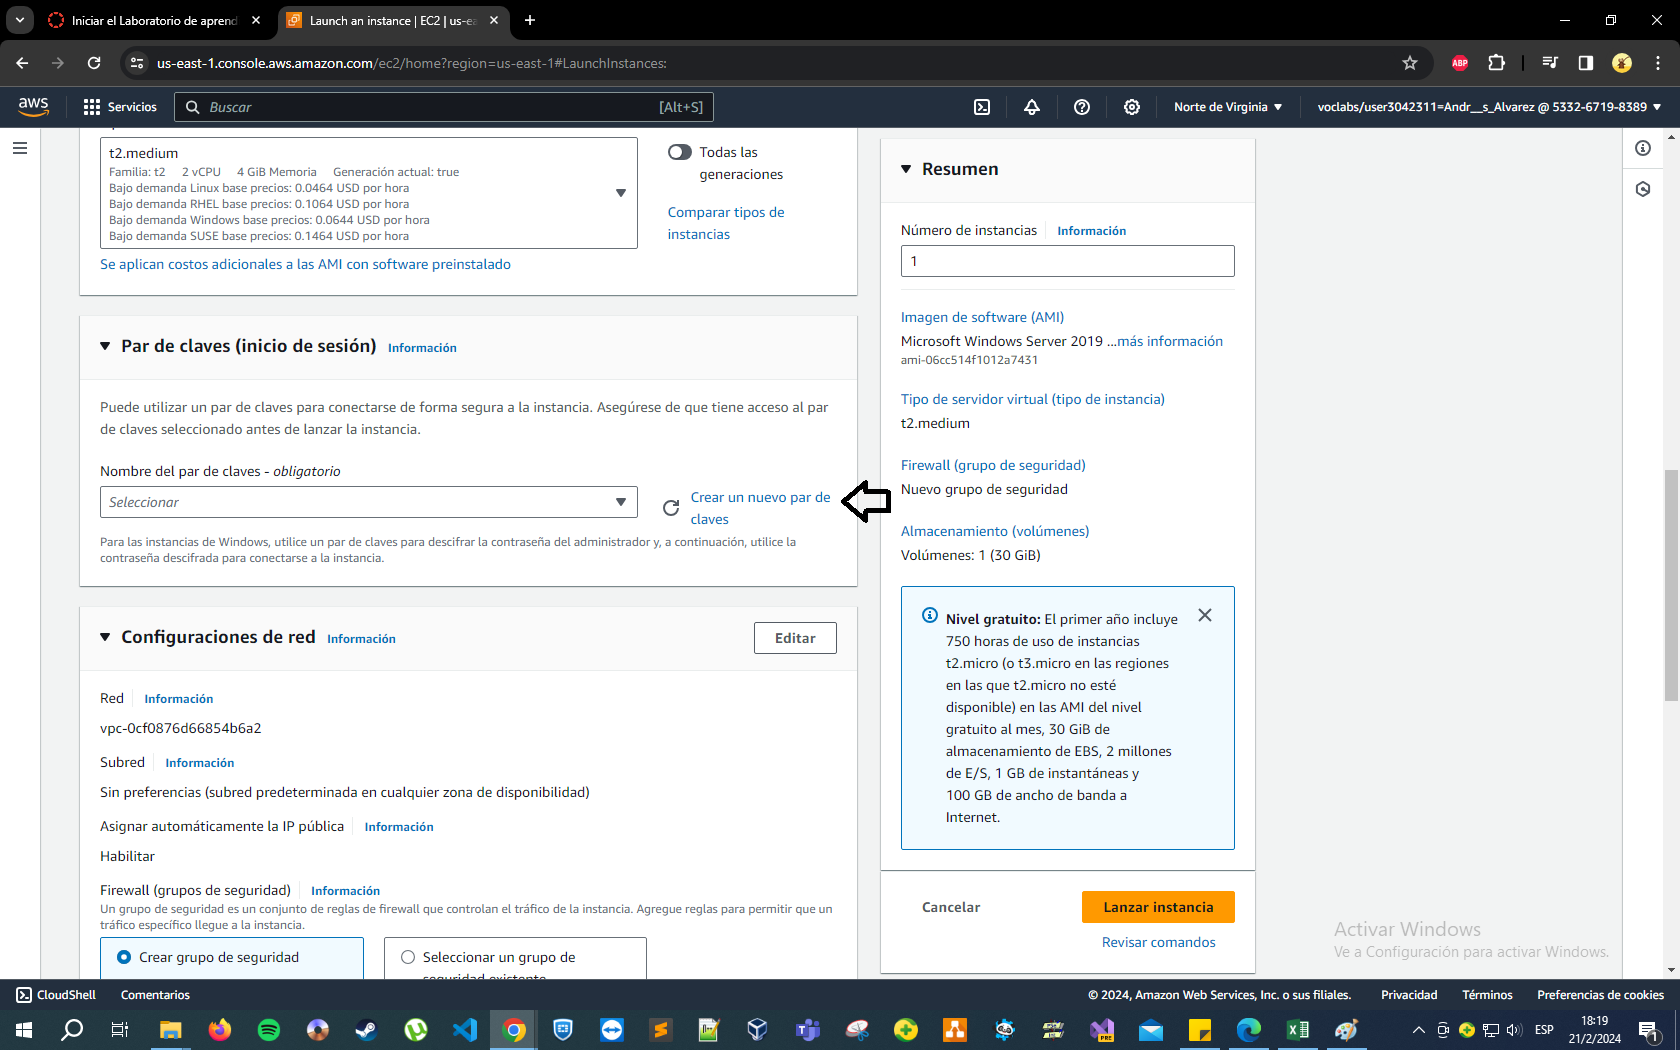 Iniciar el Laboratorio de aprend
Launch an instance | EC2 | us-ea
us-east-1.console.aws.amazon.com/ec2/home?region=us-east-1#LaunchInstances:
ABP
aws
Servicios
Buscar
[Alt+S]
Norte de Virginia
voclabs/user3042311=Andr__s_Alvarez @ 5332-6719-8389
t2.medium
Familia: t2 2 vCPU 4 GiB Memoria Generación actual: true
Bajo demanda Linux base precios: 0.0464 USD por hora
Bajo demanda RHEL base precios: 0.1064 USD por hora
Bajo demanda Windows base precios: 0.0644 USD por hora
Bajo demanda SUSE base precios: 0.1464 USD por hora
Todas las
generaciones
Comparar tipos de
instancias
Se aplican costos adicionales a las AMI con software preinstalado
Par de claves (inicio de sesión) Información
Puede utilizar un par de claves para conectarse de forma segura a la instancia. Asegúrese de que tiene acceso al par
de claves seleccionado antes de lanzar la instancia.
Nombre del par de claves - obligatorio
Seleccionar
Crear un nuevo par de
claves
Para las instancias de Windows, utilice un par de claves para descifrar la contraseña del administrador y, a continuación, utilice la
contraseña descifrada para conectarse a la instancia.
Configuraciones de red Información
Editar
Red Información
vpc-0cf0876d66854b6a2
Subred Información
Sin preferencias (subred predeterminada en cualquier zona de disponibilidad)
Asignar automáticamente la IP pública Información
Habilitar
Firewall (grupos de seguridad) Información
Un grupo de seguridad es un conjunto de reglas de firewall que controlan el tráfico de la instancia. Agregue reglas para permitir que un
tráfico específico llegue a la instancia.
Crear grupo de seguridad
Seleccionar un grupo de
seguridad existente
Resumen
Número de instancias Información
1
Imagen de software (AMI)
Microsoft Windows Server 2019 ...más información
ami-06cc514f1012a7431
Tipo de servidor virtual (tipo de instancia)
t2.medium
Firewall (grupo de seguridad)
Nuevo grupo de seguridad
Almacenamiento (volúmenes)
Volúmenes: 1 (30 GiB)
Nivel gratuito: El primer año incluye
750 horas de uso de instancias
t2.micro (o t3.micro en las regiones
en las que t2.micro no esté
disponible) en las AMI del nivel
gratuito al mes, 30 GiB de
almacenamiento de EBS, 2 millones
de E/S, 1 GB de instantáneas y
100 GB de ancho de banda a
Internet.
Cancelar
Lanzar instancia
Revisar comandos
Activar Windows
Ve a Configuración para activar Windows.
CloudShell
Comentarios
© 2024, Amazon Web Services, Inc. o sus filiales.
Privacidad
Términos
Preferencias de cookies
PRE
ESP
18:19
21/2/2024
1